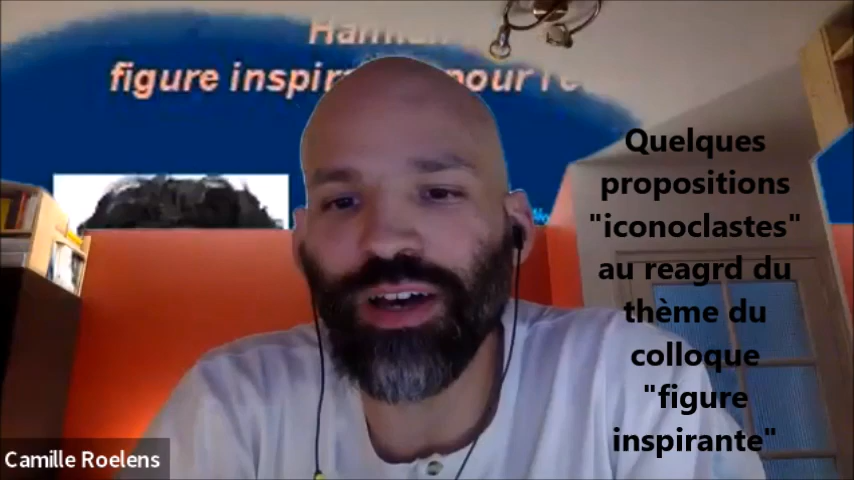 figure inspir pour l'é
Quelques
propositions
"iconoclastes"
au reagrd du
thème du
colloque
"figure
inspirante"
Camille Roelens